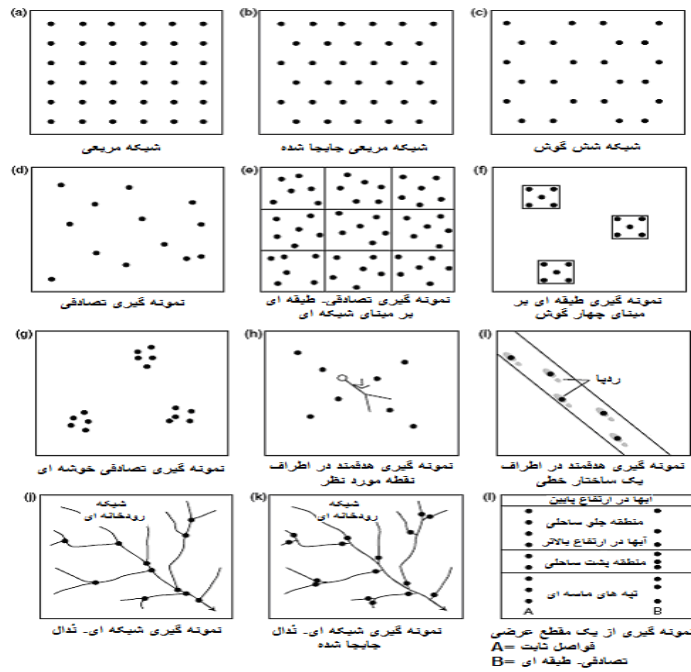 (a)
(b)
(c)
شبکه مربعی
شبکه مربعی جابجا شده
شبکه شش گوش
(d)
(e)
(f)
نمونه گیری تصادفی
نمونه گیری تصادفی- طبقه ای
بر مبنای شبکه ای
نمونه گیری طبقه ای بر
مبنای چهار گوش
(g)
(h)
(i)
ردپا
نمونه گیری تصادفی خوشه ای
نمونه گیری هدفمند در اطراف
نقطه مورد نظر
نمونه گیری هدفمند در اطراف
یک ساختار خطی
(j)
(k)
(l)
شبکه
رودخانه ای
شبکه
رودخانه ای
آبها در ارتفاع پایین
منطقه جلو ساحلی
آبها در ارتفاع بالاتر
منطقه پشت ساحلی
تپه های ماسه ای
A
B
نمونه گیری شبکه ای- نُدال
نمونه گیری شبکه ای- نُدال
جابجا شده
نمونه گیری از یک مقطع عرضی
A= فواصل ثابت
B= تصادفی- طبقه ای